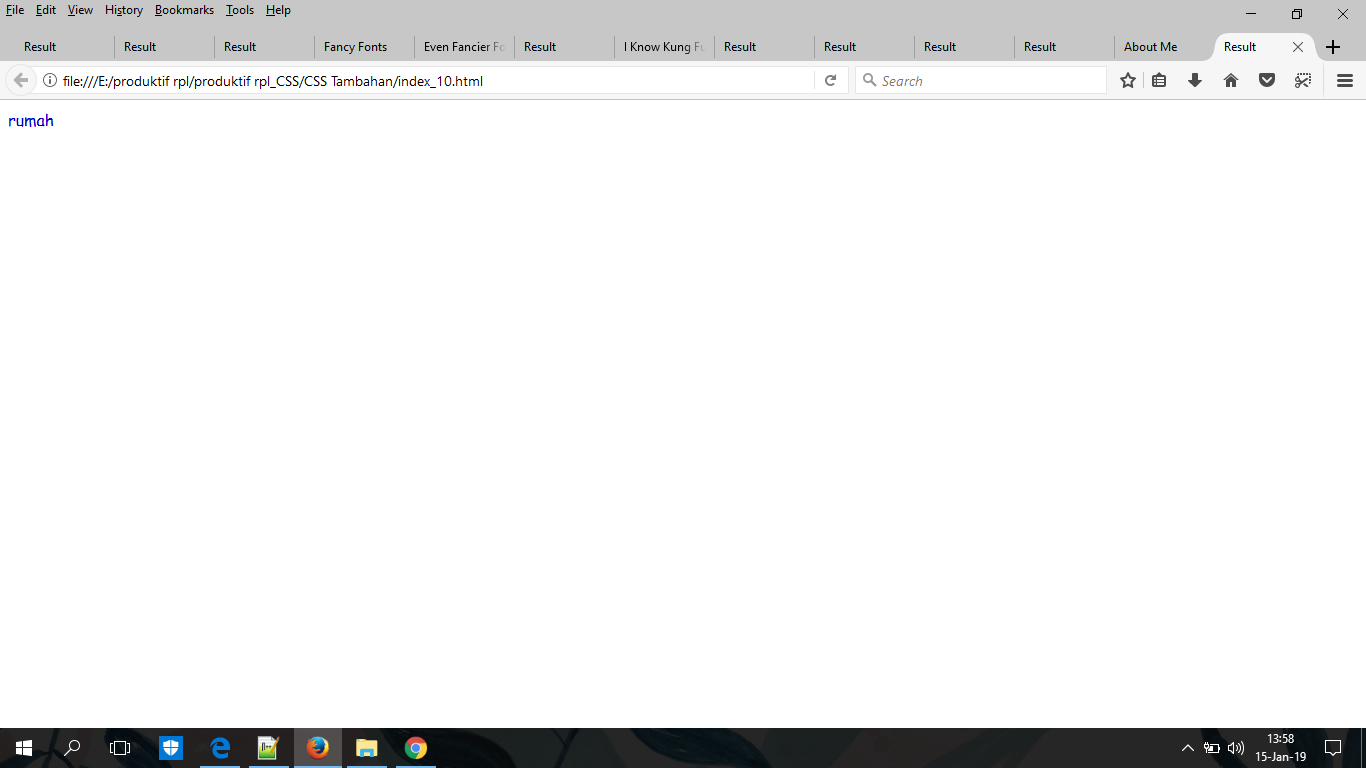 File Edit View History Bookmarks Tools Help
Result Result Result Fancy Fonts Even Fancier Fo Result I Know Kung Fu Result Result Result Result About Me Result
file:///E:/produktif rpl/produktif rpl_CSS/CSS Tambahan/index_10.html Search
rumah
13:58
15-Jan-19